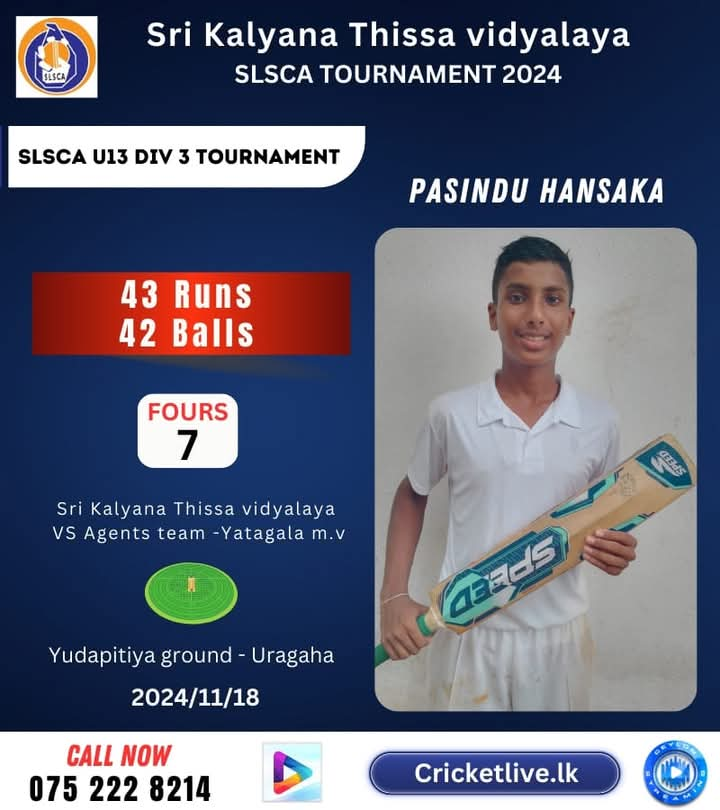 SLSCA
Sri Kalyana Thissa vidyalaya
SLSCA TOURNAMENT 2024
SLSCA U13 DIV 3 TOURNAMENT
PASINDU HANSAKA
43 Runs
42 Balls
FOURS
7
Sri Kalyana Thissa vidyalaya
VS Agents team -Yatagala m.v
Yudapitiya ground - Uragaha
2024/11/18
SPEED
SPEED
CALL NOW
075 222 8214
Cricketlive.lk
CEYLON
STREAMING